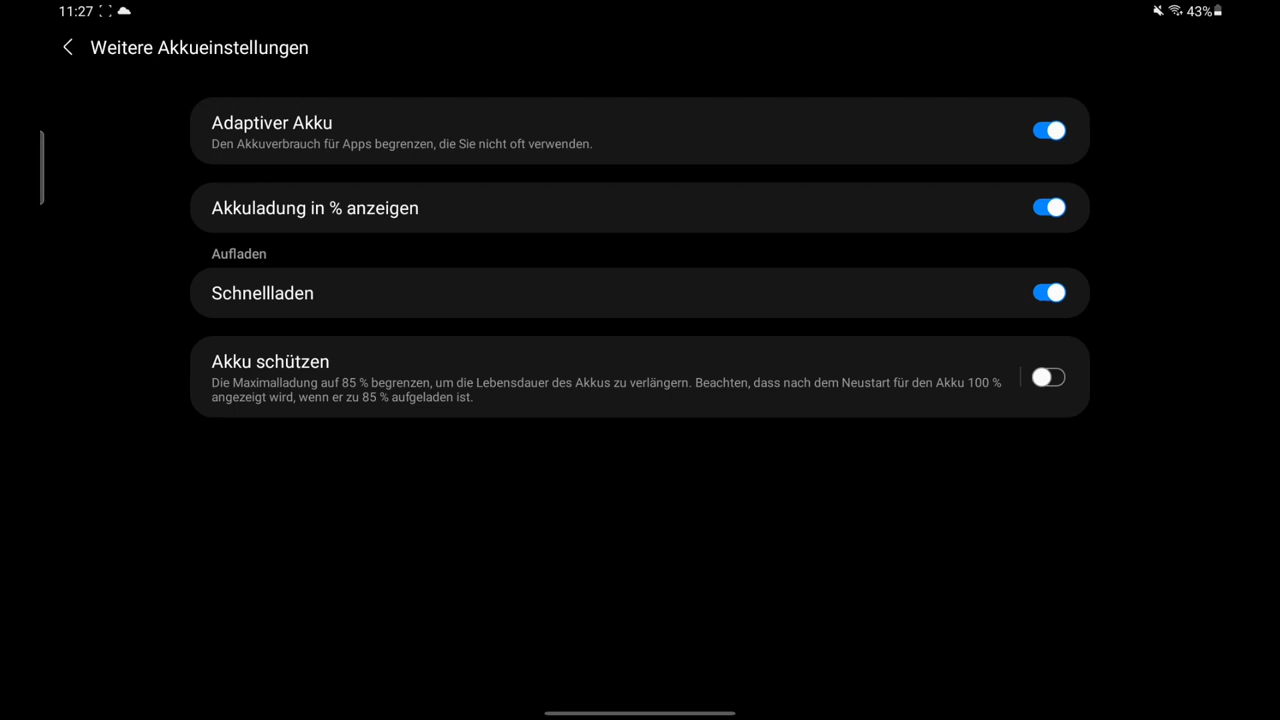 11:27
43%
Weitere Akkueinstellungen
Adaptiver Akku
Den Akkuverbrauch für Apps begrenzen, die Sie nicht oft verwenden.
Akkuladung in % anzeigen
Aufladen
Schnellladen
Akku schützen
Die Maximalladung auf 85 % begrenzen, um die Lebensdauer des Akkus zu verlängern. Beachten, dass nach dem Neustart für den Akku 100 %
angezeigt wird, wenn er zu 85 % aufgeladen ist.